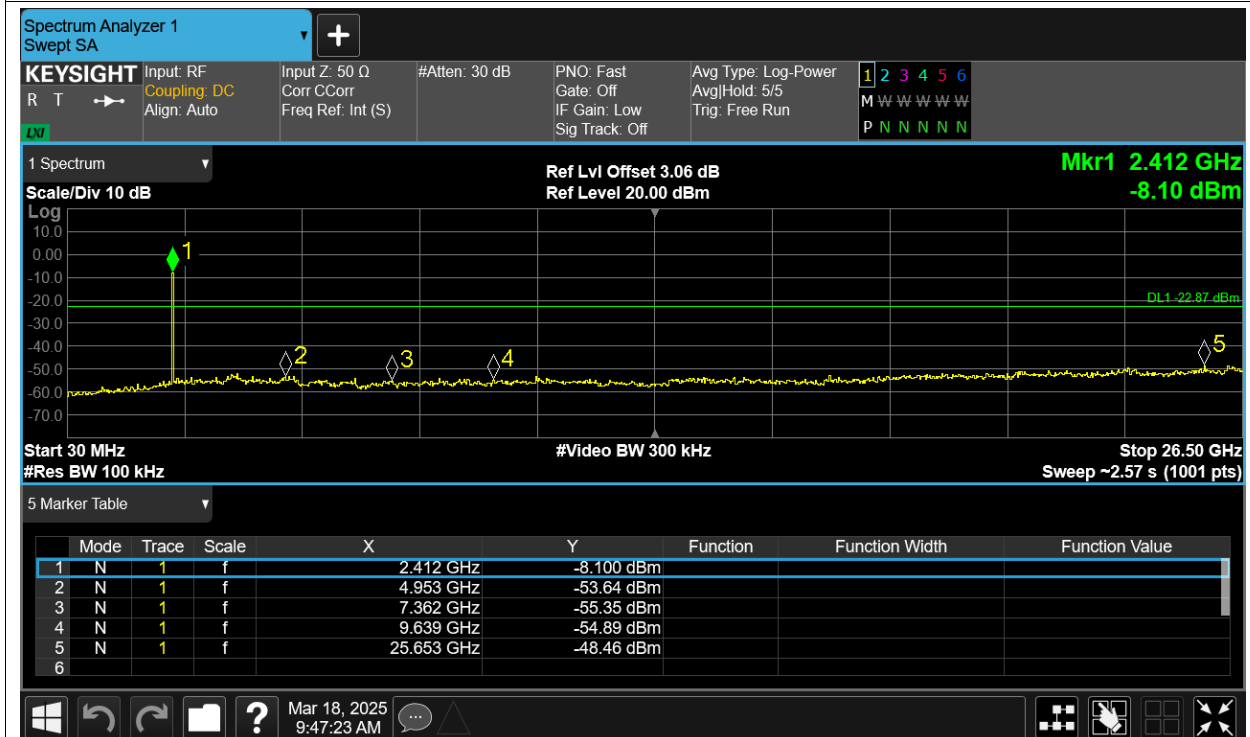 Spectrum Analyzer 1
Swept SA
+
KEYSIGHT
R T
LXI
Input: RF
Coupling: DC
Align: Auto
Input Z: 50 Ω
Corr CCorr
Freq Ref: Int (S)
#Atten: 30 dB
PNO: Fast
Gate: Off
IF Gain: Low
Sig Track: Off
Avg Type: Log-Power
Avg|Hold: 5/5
Trig: Free Run
1 2 3 4 5 6
M W W W W W W
P N N N N N N
1 Spectrum
Scale/Div 10 dB
Ref Lvl Offset 3.06 dB
Ref Level 20.00 dBm
Mkr1 2.412 GHz
-8.10 dBm
Log
10.0
0.00
-10.0
-20.0
-30.0
-40.0
-50.0
-60.0
-70.0
1
2
3
4
5
DL1 -22.87 dBm
Start 30 MHz
#Res BW 100 kHz
#Video BW 300 kHz
Stop 26.50 GHz
Sweep ~2.57 s (1001 pts)
5 Marker Table
Mode Trace Scale X Y Function Function Width Function Value
1 N 1 f 2.412 GHz -8.100 dBm
2 N 1 f 4.953 GHz -53.64 dBm
3 N 1 f 7.362 GHz -55.35 dBm
4 N 1 f 9.639 GHz -54.89 dBm
5 N 1 f 25.653 GHz -48.46 dBm
6
?
Mar 18, 2025
9:47:23 AM